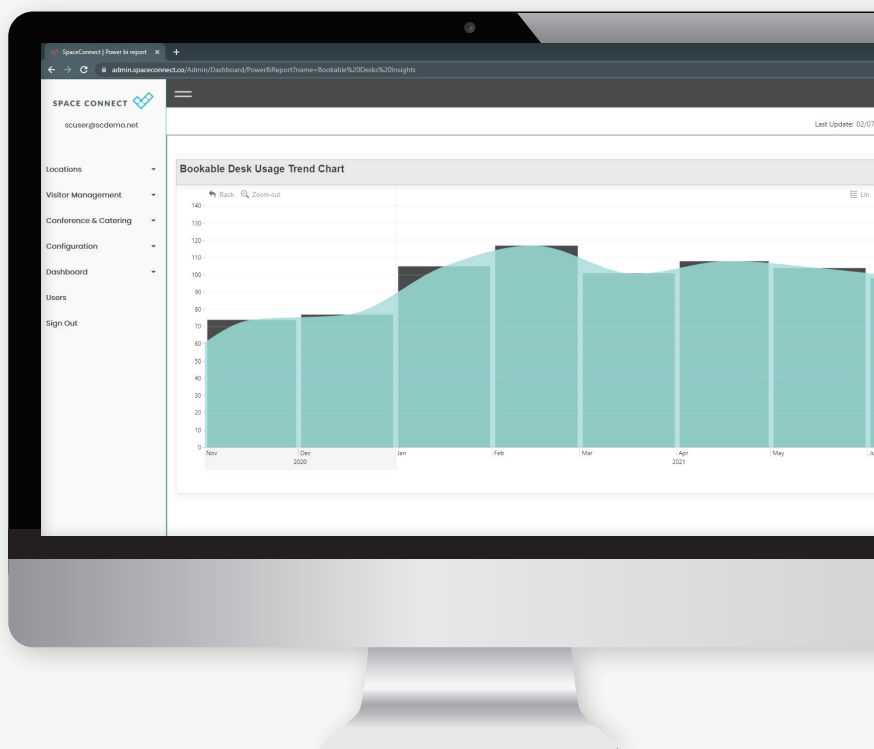 SpaceConnect | Power bi report × +
admin.spaceconnect.co/Admin/Dashboard/PowerBiReport?name=Bookable%20Desks%20Insights
SPACE CONNECT
scuser@scdemo.net
Last Update: 02/07
Locations
Visitor Management
Conference & Catering
Configuration
Dashboard
Users
Sign Out
Bookable Desk Usage Trend Chart
Back Zoom-out Lin
140
130
120
110
100
90
80
70
60
50
40
30
20
10
0
Nov Dec Jan Feb Mar Apr May
2020 2021